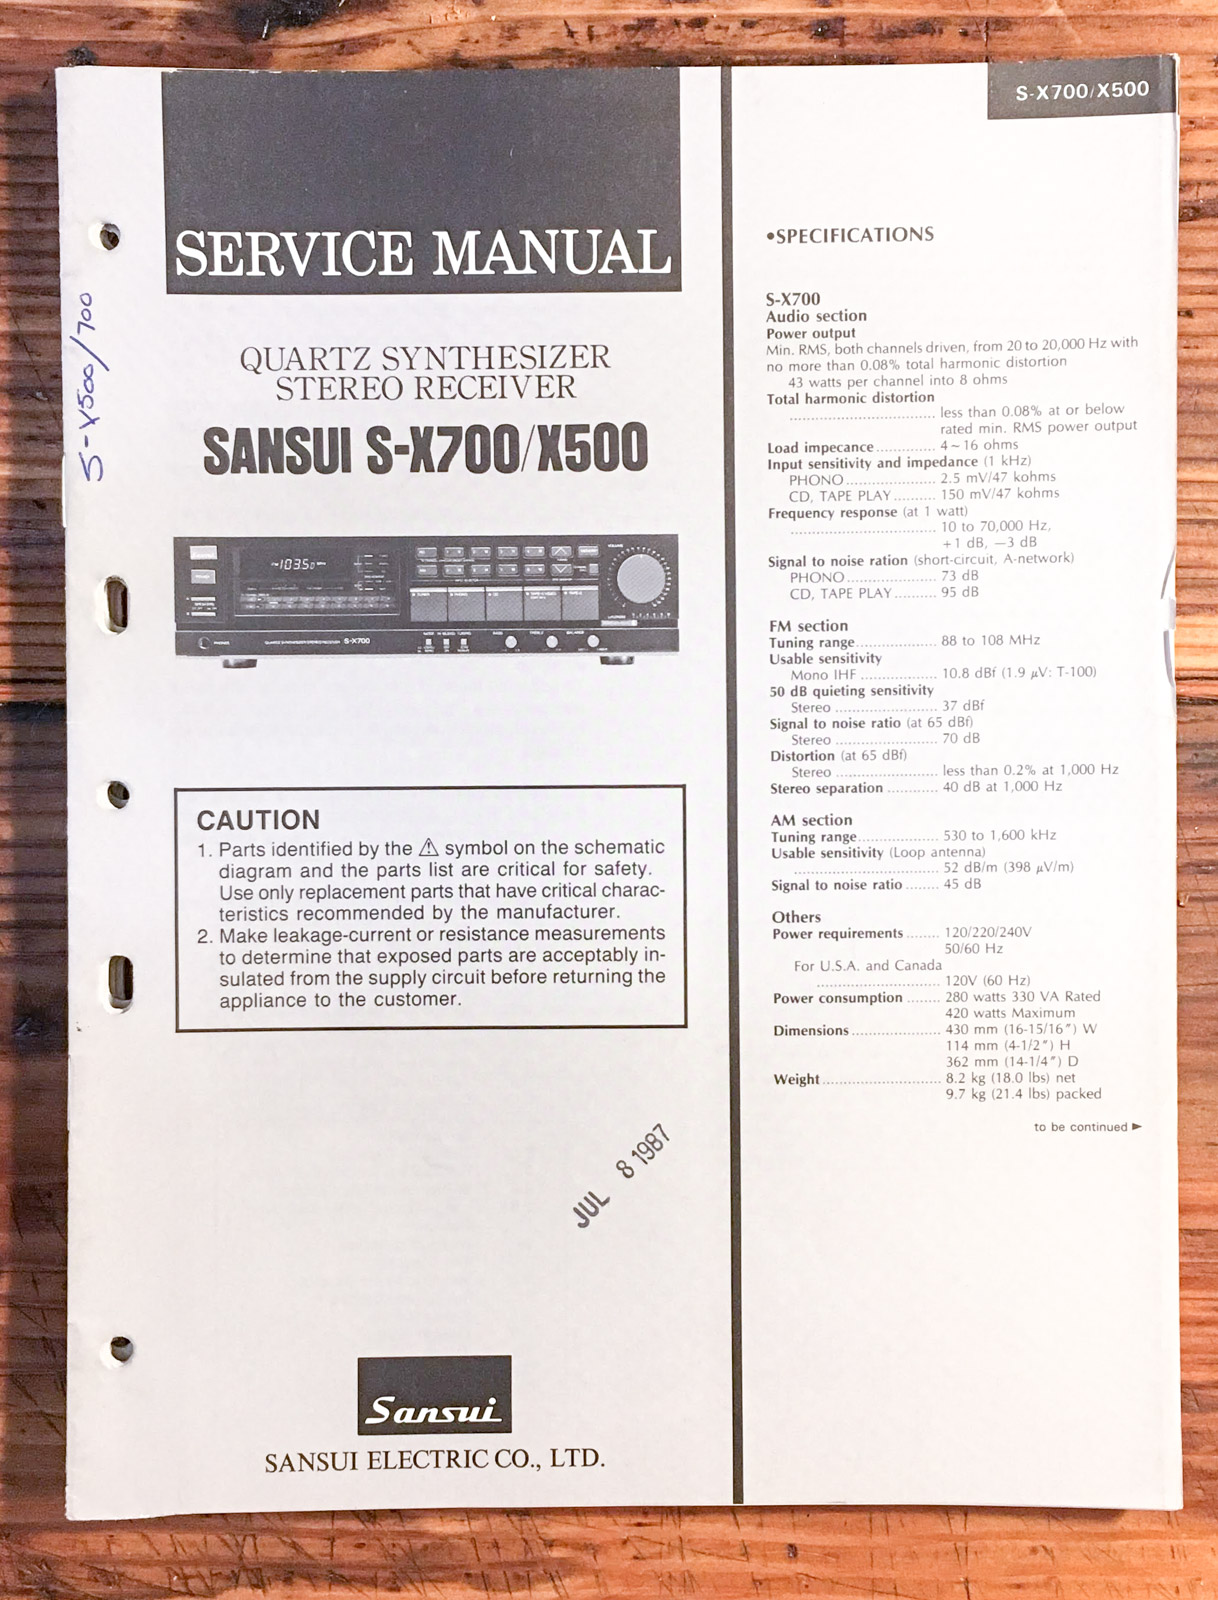 S-X700/X500
SERVICE MANUAL
S-X500/700
QUARTZ SYNTHESIZER
STEREO RECEIVER
SANSUI S-X700/X500
103.50
QUARTZ SYNTHESIZER STEREO RECEIVER S-X700
CAUTION
1. Parts identified by the ⚠ symbol on the schematic
diagram and the parts list are critical for safety.
Use only replacement parts that have critical charac-
teristics recommended by the manufacturer.
2. Make leakage-current or resistance measurements
to determine that exposed parts are acceptably in-
sulated from the supply circuit before returning the
appliance to the customer.
JUL 8 1987
Sansui
SANSUI ELECTRIC CO., LTD.
•SPECIFICATIONS
S-X700
Audio section
Power output
Min. RMS, both channels driven, from 20 to 20,000 Hz with
no more than 0.08% total harmonic distortion
43 watts per channel into 8 ohms
Total harmonic distortion
.................................... less than 0.08% at or below
rated min. RMS power output
Load impecance .............. 4 ~ 16 ohms
Input sensitivity and impedance (1 kHz)
PHONO ...................... 2.5 mV/47 kohms
CD, TAPE PLAY .......... 150 mV/47 kohms
Frequency response (at 1 watt)
.................................... 10 to 70,000 Hz,
+1 dB, −3 dB
Signal to noise ration (short-circuit, A-network)
PHONO ...................... 73 dB
CD, TAPE PLAY .......... 95 dB
FM section
Tuning range .................... 88 to 108 MHz
Usable sensitivity
Mono IHF ................... 10.8 dBf (1.9 μV: T-100)
50 dB quieting sensitivity
Stereo ......................... 37 dBf
Signal to noise ratio (at 65 dBf)
Stereo ......................... 70 dB
Distortion (at 65 dBf)
Stereo ......................... less than 0.2% at 1,000 Hz
Stereo separation ............ 40 dB at 1,000 Hz
AM section
Tuning range .................... 530 to 1,600 kHz
Usable sensitivity (Loop antenna)
.................................... 52 dB/m (398 μV/m)
Signal to noise ratio ........ 45 dB
Others
Power requirements ........ 120/220/240V
50/60 Hz
For U.S.A. and Canada
.............................. 120V (60 Hz)
Power consumption ........ 280 watts 330 VA Rated
420 watts Maximum
Dimensions ...................... 430 mm (16-15/16″) W
114 mm (4-1/2″) H
362 mm (14-1/4″) D
Weight ............................. 8.2 kg (18.0 lbs) net
9.7 kg (21.4 lbs) packed
to be continued ►